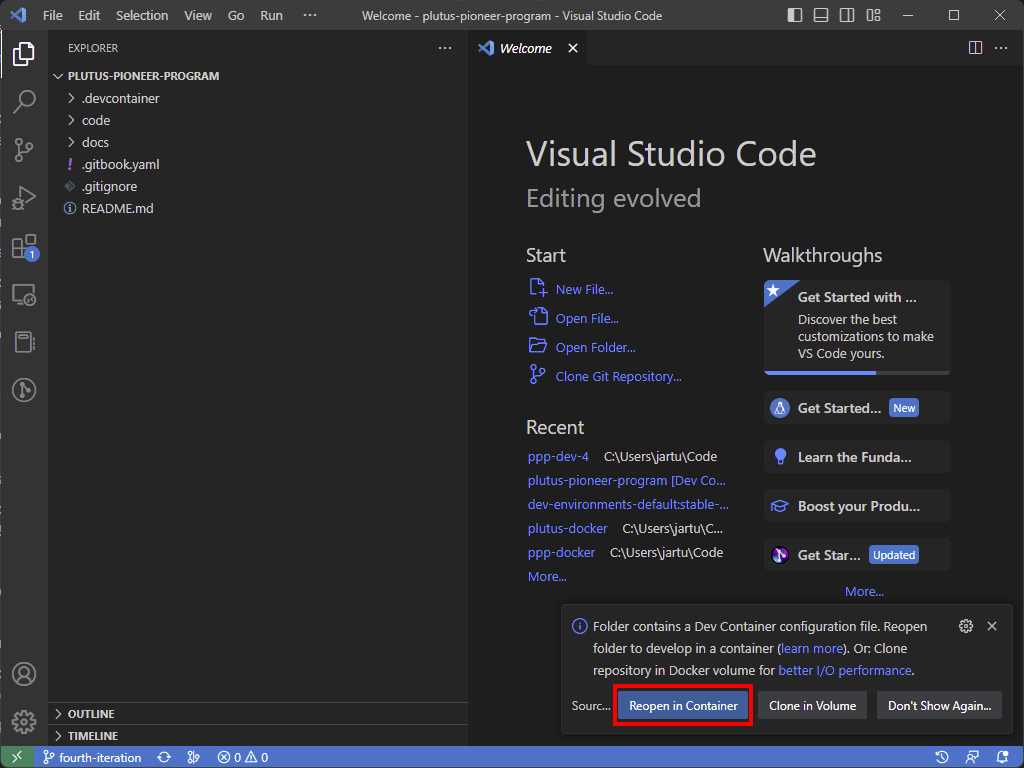 File Edit Selection View Go Run ···
Welcome - plutus-pioneer-program - Visual Studio Code
EXPLORER
PLUTUS-PIONEER-PROGRAM
.devcontainer
code
docs
! .gitbook.yaml
.gitignore
README.md
1
OUTLINE
TIMELINE
Welcome
Visual Studio Code
Editing evolved
Start
New File...
Open File...
Open Folder...
Clone Git Repository...
Recent
ppp-dev-4 C:\Users\jartu\Code
plutus-pioneer-program [Dev Co...
dev-environments-default:stable-...
plutus-docker C:\Users\jartu\C...
ppp-docker C:\Users\jartu\Code
More...
Walkthroughs
Get Started with ...
Discover the best
customizations to make
VS Code yours.
Get Started... New
Learn the Funda...
Boost your Produ...
Get Star... Updated
More...
Folder contains a Dev Container configuration file. Reopen
folder to develop in a container (learn more). Or: Clone
repository in Docker volume for better I/O performance.
Sourc... Reopen in Container Clone in Volume Don't Show Again...
fourth-iteration 0 0